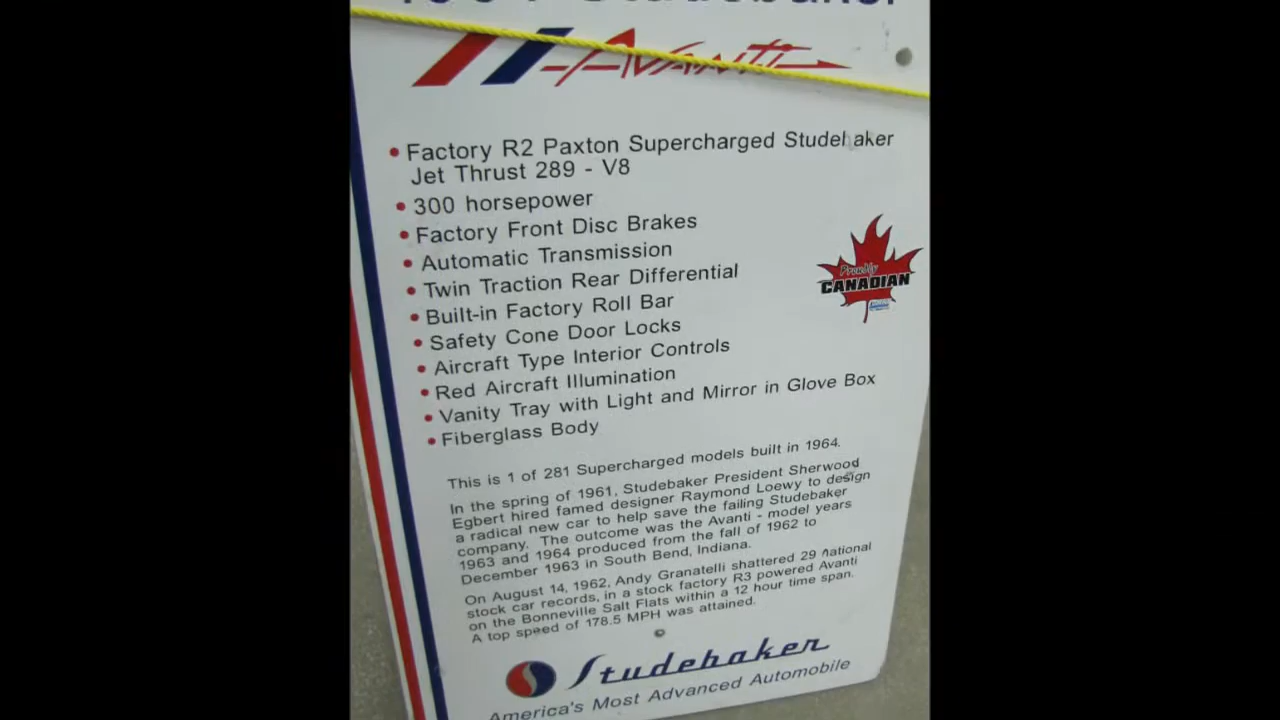 Avanti
• Factory R2 Paxton Supercharged Studebaker
Jet Thrust 289 - V8
• 300 horsepower
• Factory Front Disc Brakes
• Automatic Transmission
• Twin Traction Rear Differential
• Built-in Factory Roll Bar
• Safety Cone Door Locks
• Aircraft Type Interior Controls
• Red Aircraft Illumination
• Vanity Tray with Light and Mirror in Glove Box
• Fiberglass Body
Proudly
CANADIAN
This is 1 of 281 Supercharged models built in 1964.
In the spring of 1961, Studebaker President Sherwood
Egbert hired famed designer Raymond Loewy to design
a radical new car to help save the failing Studebaker
company. The outcome was the Avanti - model years
1963 and 1964 produced from the fall of 1962 to
December 1963 in South Bend, Indiana.
On August 14, 1962, Andy Granatelli shattered 29 national
stock car records, in a stock factory R3 powered Avanti
on the Bonneville Salt Flats within a 12 hour time span.
A top speed of 178.5 MPH was attained.
Studebaker
America's Most Advanced Automobile